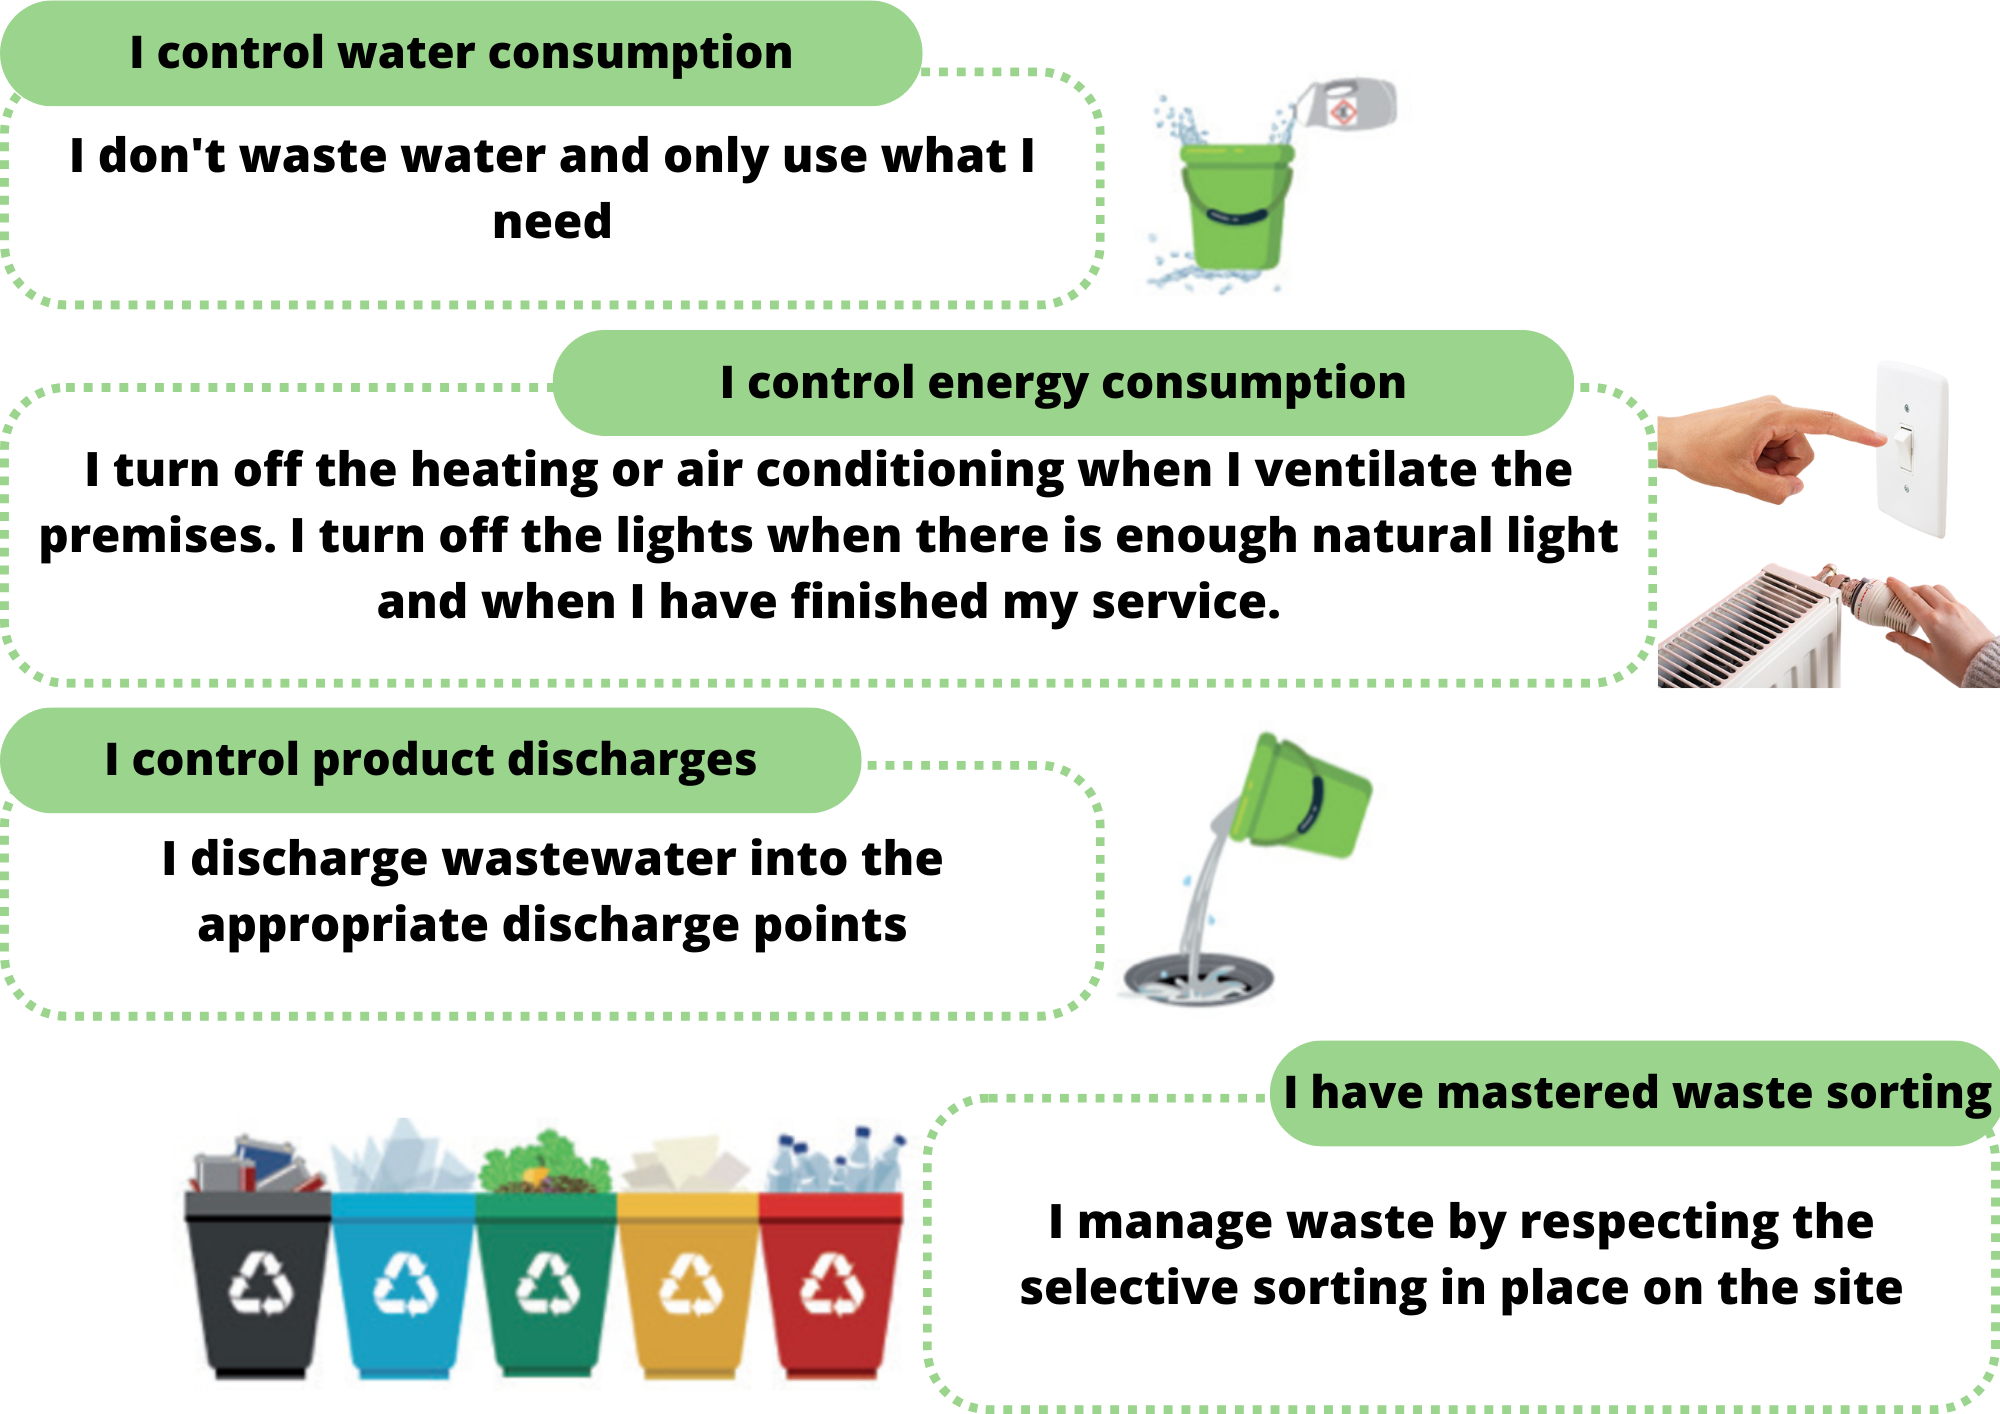 I control water consumption
I don't waste water and only use what I
need
I control energy consumption
I turn off the heating or air conditioning when I ventilate the
premises. I turn off the lights when there is enough natural light
and when I have finished my service.
I control product discharges
I discharge wastewater into the
appropriate discharge points
I have mastered waste sorting
I manage waste by respecting the
selective sorting in place on the site